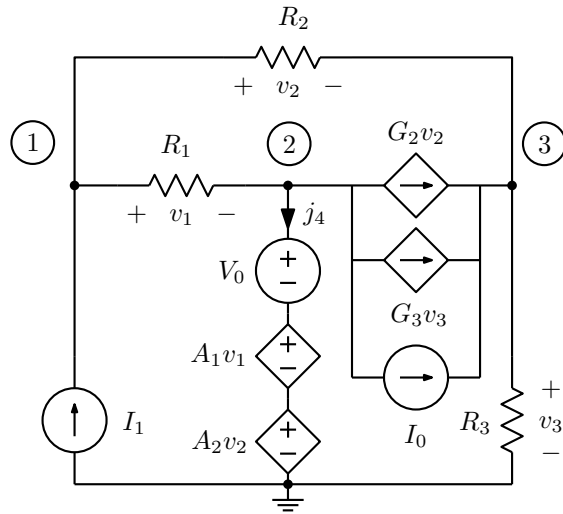 R₂
+ v₂ −
1
2
3
R₁
G₂v₂
+ v₁ −
j₄
V₀
+
−
G₃v₃
A₁v₁
+
−
I₁
A₂v₂
+
−
I₀
R₃
+
v₃
−